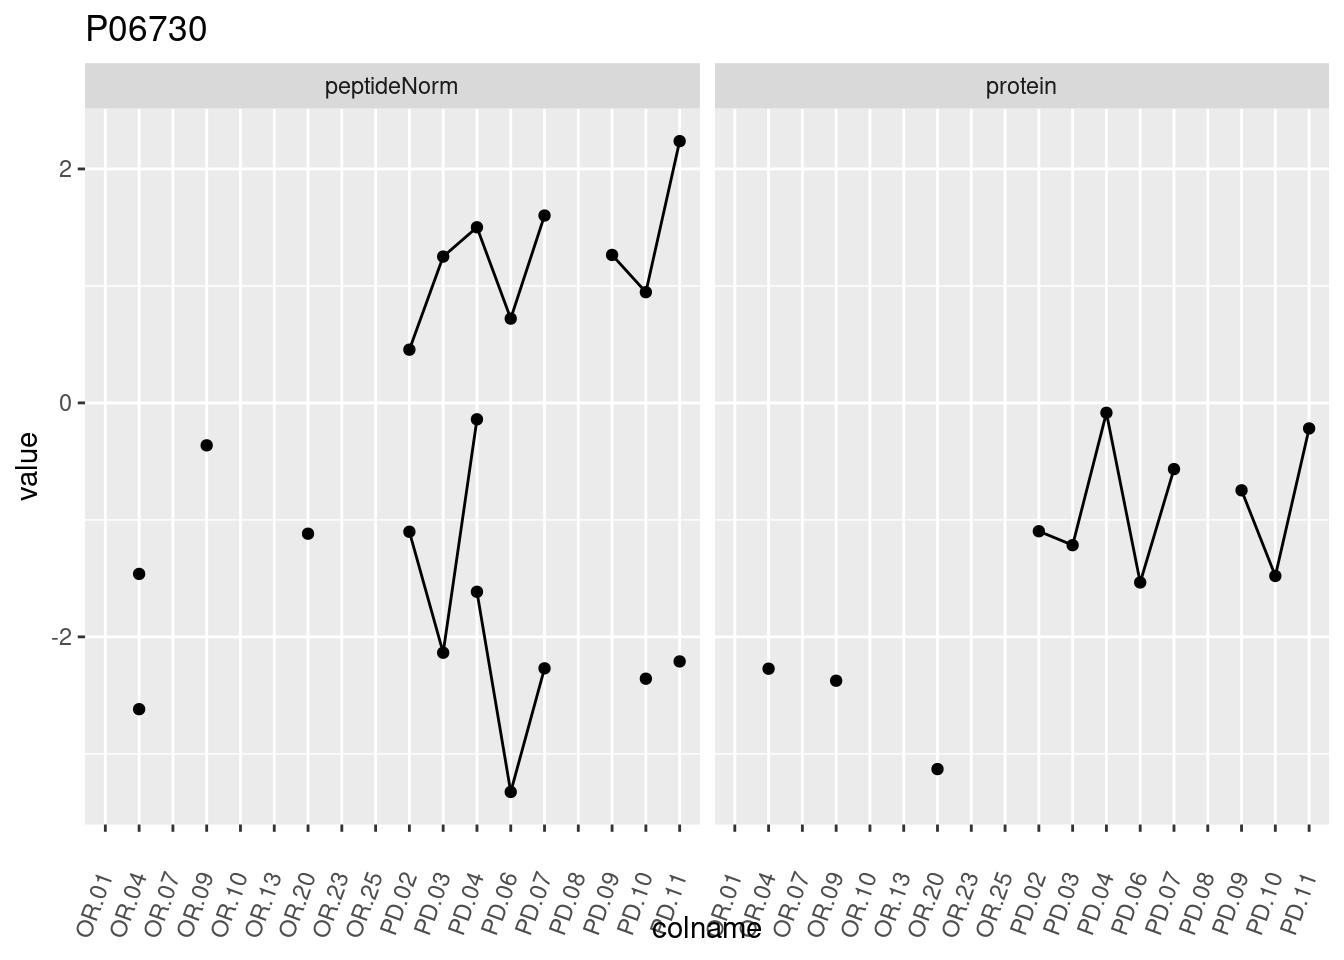 P06730
peptideNorm
protein
value
2
0
-2
OR.01
OR.04
OR.07
OR.09
OR.10
OR.13
OR.20
OR.23
OR.25
PD.02
PD.03
PD.04
PD.06
PD.07
PD.08
PD.09
PD.10
PD.11
OR.01
OR.04
OR.07
OR.09
OR.10
OR.13
OR.20
OR.23
OR.25
PD.02
PD.03
PD.04
PD.06
PD.07
PD.08
PD.09
PD.10
PD.11
colname